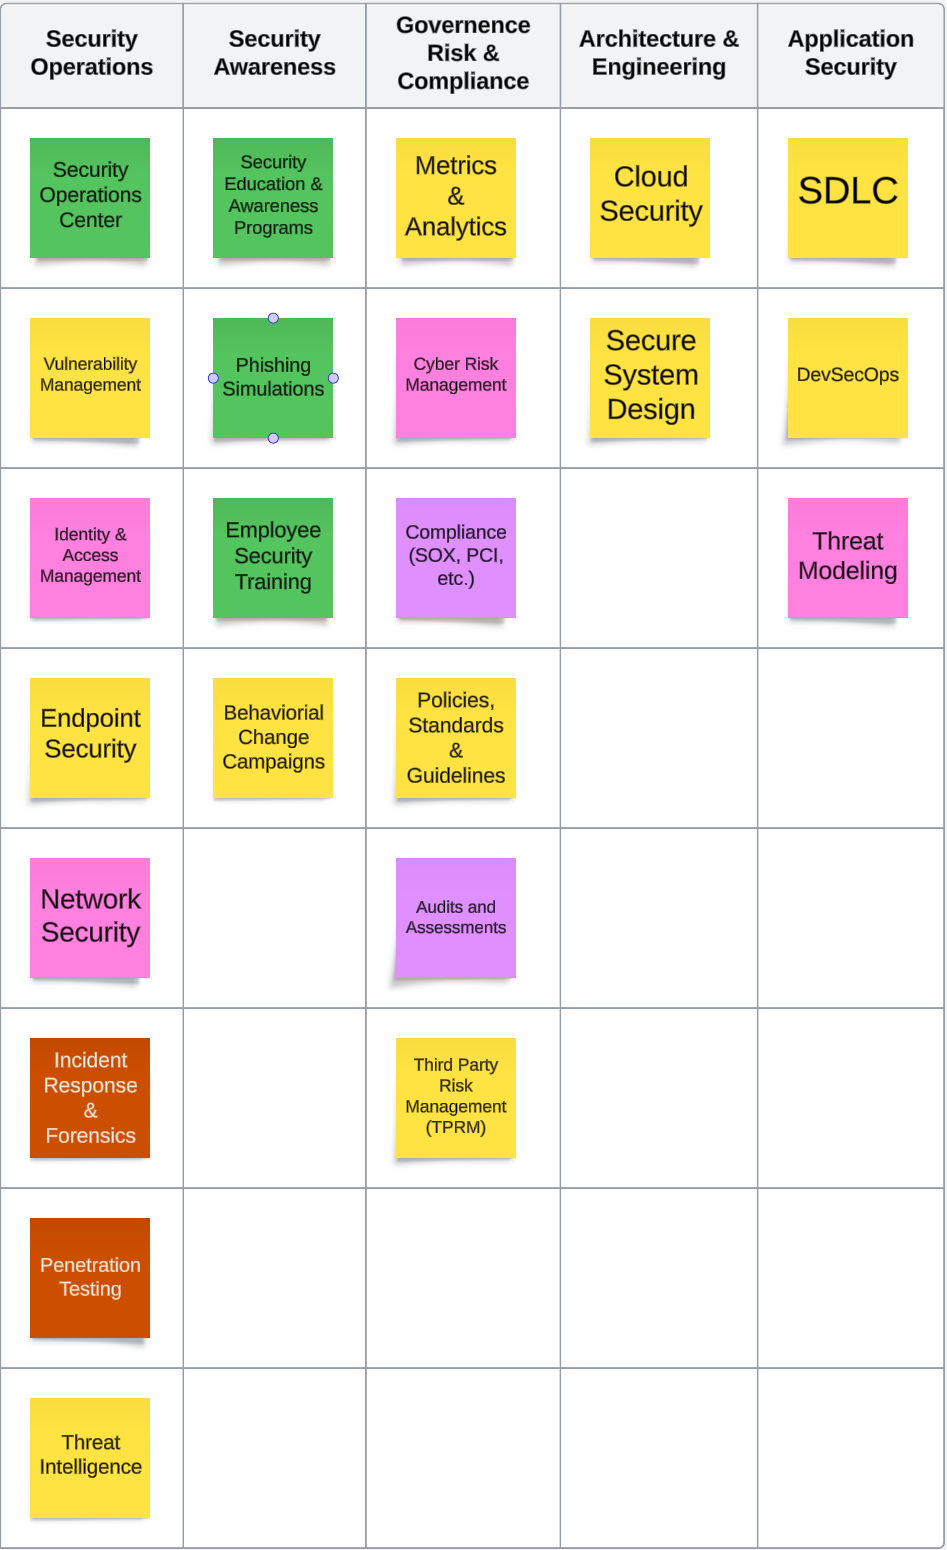 Security
Operations
Security
Awareness
Governence
Risk &
Compliance
Architecture &
Engineering
Application
Security
Security
Operations
Center
Security
Education &
Awareness
Programs
Metrics
&
Analytics
Cloud
Security
SDLC
Vulnerability
Management
Phishing
Simulations
Cyber Risk
Management
Secure
System
Design
DevSecOps
Identity &
Access
Management
Employee
Security
Training
Compliance
(SOX, PCI,
etc.)
Threat
Modeling
Endpoint
Security
Behaviorial
Change
Campaigns
Policies,
Standards
&
Guidelines
Network
Security
Audits and
Assessments
Incident
Response
&
Forensics
Third Party
Risk
Management
(TPRM)
Penetration
Testing
Threat
Intelligence